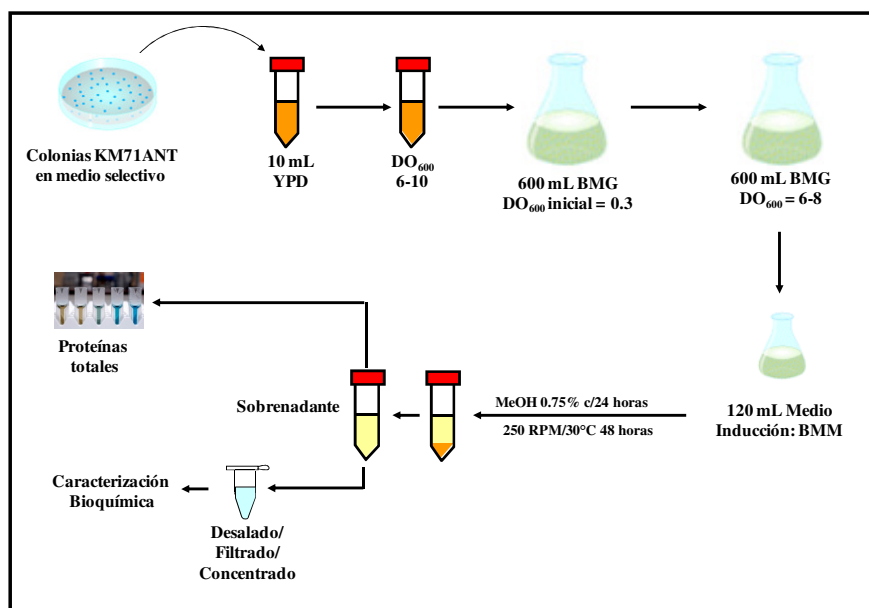 Colonias KM71ANT
en medio selectivo
10 mL
YPD
DO₆₀₀
6-10
600 mL BMG
DO₆₀₀ inicial = 0.3
600 mL BMG
DO₆₀₀ = 6-8
120 mL Medio
Inducción: BMM
MeOH 0.75% c/24 horas
250 RPM/30°C 48 horas
Sobrenadante
Proteínas
totales
Desalado/
Filtrado/
Concentrado
Caracterización
Bioquímica